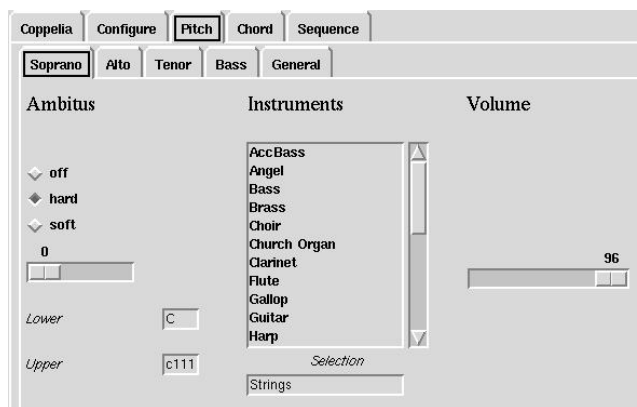 Coppelia Configure Pitch Chord Sequence
Soprano Alto Tenor Bass General
Ambitus
off
hard
soft
0
Lower C
Upper c111
Instruments
AccBass
Angel
Bass
Brass
Choir
Church Organ
Clarinet
Flute
Gallop
Guitar
Harp
Selection
Strings
Volume
96